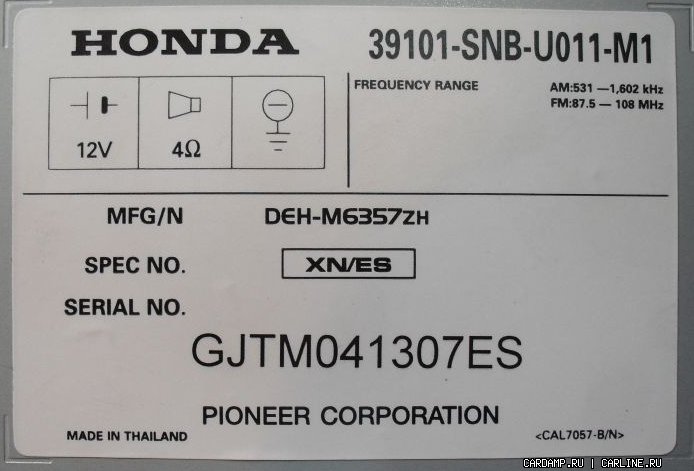 HONDA 39101-SNB-U011-M1
FREQUENCY RANGE AM:531 —1,602 kHz
FM:87.5 — 108 MHz
12V 4Ω
MFG/N DEH-M6357ZH
SPEC NO. XN/ES
SERIAL NO.
GJTM041307ES
PIONEER CORPORATION
MADE IN THAILAND <CAL7057-B/N>
CARDAMP.RU | CARLINE.RU